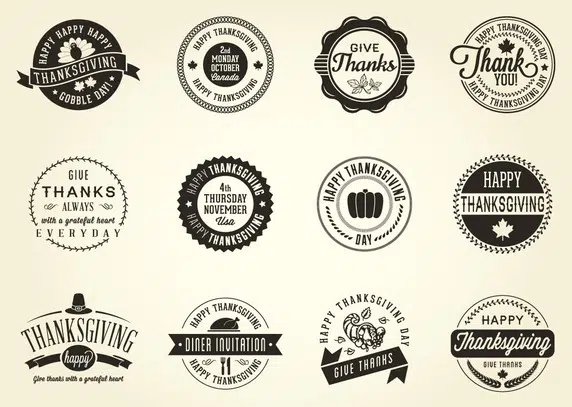 HAPPY HAPPY HAPPY
THANKSGIVING
GOBBLE DAY!
HAPPY THANKSGIVING
2nd
MONDAY
OCTOBER
Canada
HAPPY THANKSGIVING
GIVE
Thanks
HAPPY THANKSGIVING DAY
Thank
YOU!
HAPPY THANKSGIVING DAY
GIVE
THANKS
ALWAYS
with a grateful heart
EVERYDAY
HAPPY THANKSGIVING
4th
THURSDAY
NOVEMBER
Usa
HAPPY THANKSGIVING
HAPPY THANKSGIVING
DAY
HAPPY
THANKSGIVING
THANKSGIVING
happy
Give thanks with a grateful heart
HAPPY THANKSGIVING
DINER INVITATION
HAPPY THANKSGIVING
HAPPY THANKSGIVING DAY
GIVE THANKS
HAPPY
Thanksgiving
GIVE THANKS